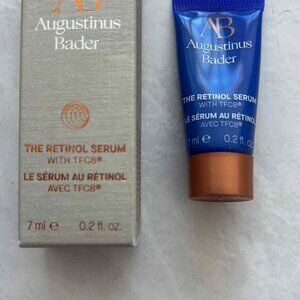 AB
Augustinus
Bader
THE RETINOL SERUM
WITH TFC8®
LE SÉRUM AU RÉTINOL
AVEC TFC8®
7 ml e 0.2 fl. oz.
AB
Augustinus
Bader
THE RETINOL SERUM
WITH TFC8®
LE SÉRUM AU RÉTINOL
AVEC TFC8®
7 ml e 0.2 fl. oz.